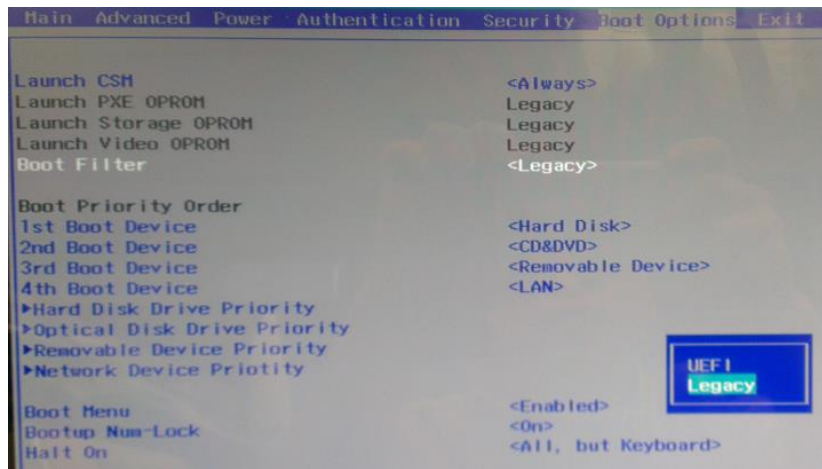 Main Advanced Power Authentication Security Boot Options Exit
Launch CSM <Always>
Launch PXE OPROM Legacy
Launch Storage OPROM Legacy
Launch Video OPROM Legacy
Boot Filter <Legacy>
Boot Priority Order
1st Boot Device <Hard Disk>
2nd Boot Device <CD&DVD>
3rd Boot Device <Removable Device>
4th Boot Device <LAN>
▶Hard Disk Drive Priority
▶Optical Disk Drive Priority
▶Removable Device Priority
▶Network Device Priotity
UEFI
Legacy
Boot Menu <Enabled>
Bootup Num-Lock <On>
Halt On <All, but Keyboard>